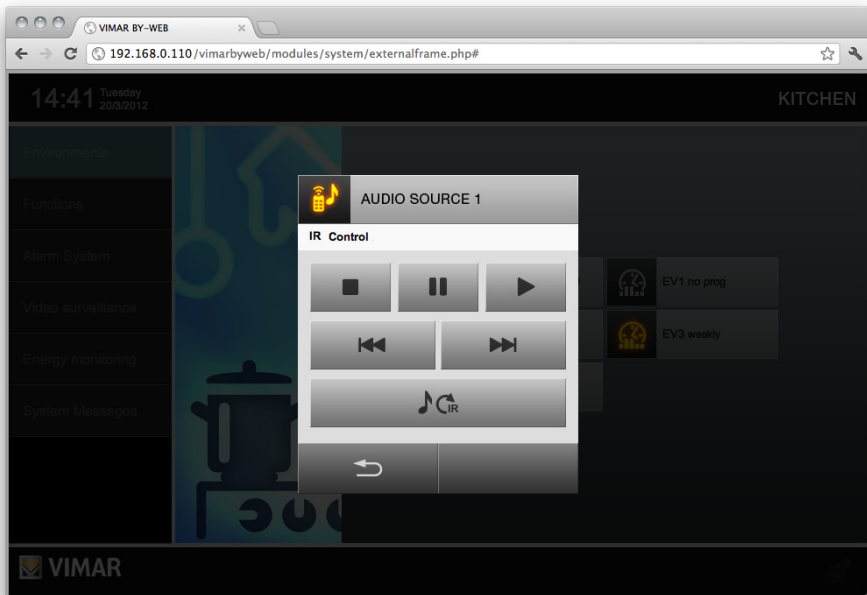 VIMAR BY-WEB
192.168.0.110/vimarbyweb/modules/system/externalframe.php#
14:41 Tuesday
20/3/2012
KITCHEN
Environments
Functions
Alarm System
Video surveillance
Energy monitoring
System Messages
AUDIO SOURCE 1
IR Control
IR
EV1 no prog
EV3 weekly
VIMAR